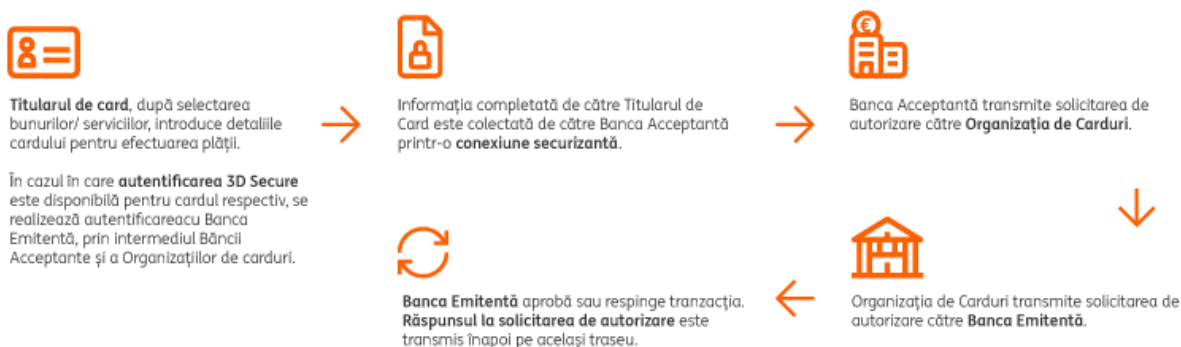 Titularul de card, după selectarea
bunurilor/ serviciilor, introduce detaliile
cardului pentru efectuarea plății.
În cazul în care autentificarea 3D Secure
este disponibilă pentru cardul respectiv, se
realizează autentificareacu Banca
Emitentă, prin intermediul Băncii
Acceptante și a Organizațiilor de carduri.
Informația completată de către Titularul de
Card este colectată de către Banca Acceptantă
printr-o conexiune securizantă.
€
Banca Acceptantă transmite solicitarea de
autorizare către Organizația de Carduri.
Organizația de Carduri transmite solicitarea de
autorizare către Banca Emitentă.
Banca Emitentă aprobă sau respinge tranzacția.
Răspunsul la solicitarea de autorizare este
transmis înapoi pe același traseu.